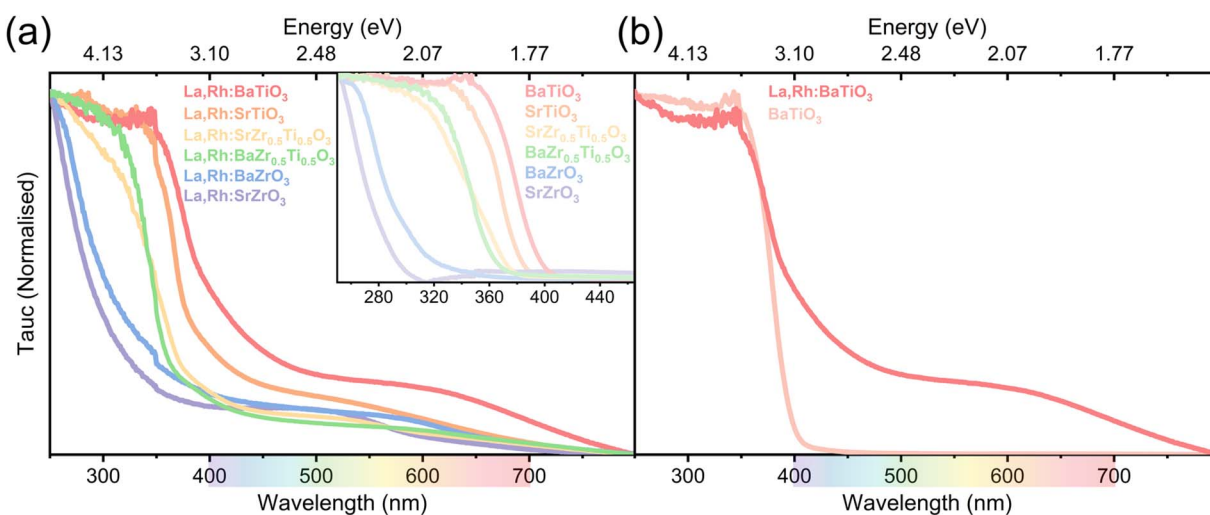 (a)
Energy (eV)
4.13 3.10 2.48 2.07 1.77
La,Rh:BaTiO₃
La,Rh:SrTiO₃
La,Rh:SrZr₀.₅Ti₀.₅O₃
La,Rh:BaZr₀.₅Ti₀.₅O₃
La,Rh:BaZrO₃
La,Rh:SrZrO₃
BaTiO₃
SrTiO₃
SrZr₀.₅Ti₀.₅O₃
BaZr₀.₅Ti₀.₅O₃
BaZrO₃
SrZrO₃
280 320 360 400 440
Tauc (Normalised)
300 400 500 600 700
Wavelength (nm)
(b)
Energy (eV)
4.13 3.10 2.48 2.07 1.77
La,Rh:BaTiO₃
BaTiO₃
300 400 500 600 700
Wavelength (nm)